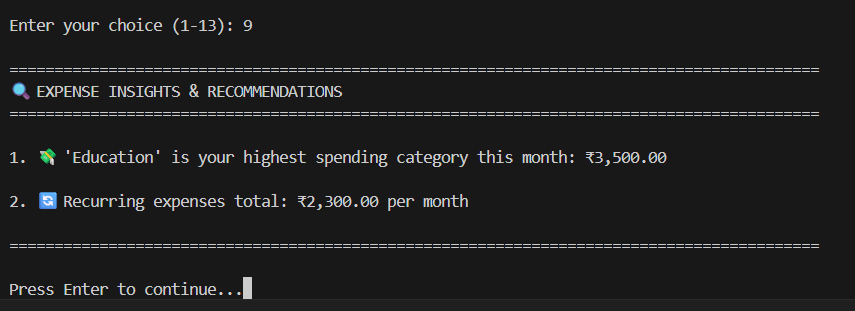 Enter your choice (1-13): 9
==========================================================================================
🔍 EXPENSE INSIGHTS & RECOMMENDATIONS
==========================================================================================
1. 💸 'Education' is your highest spending category this month: ₹3,500.00
2. 🔄 Recurring expenses total: ₹2,300.00 per month
==========================================================================================
Press Enter to continue...